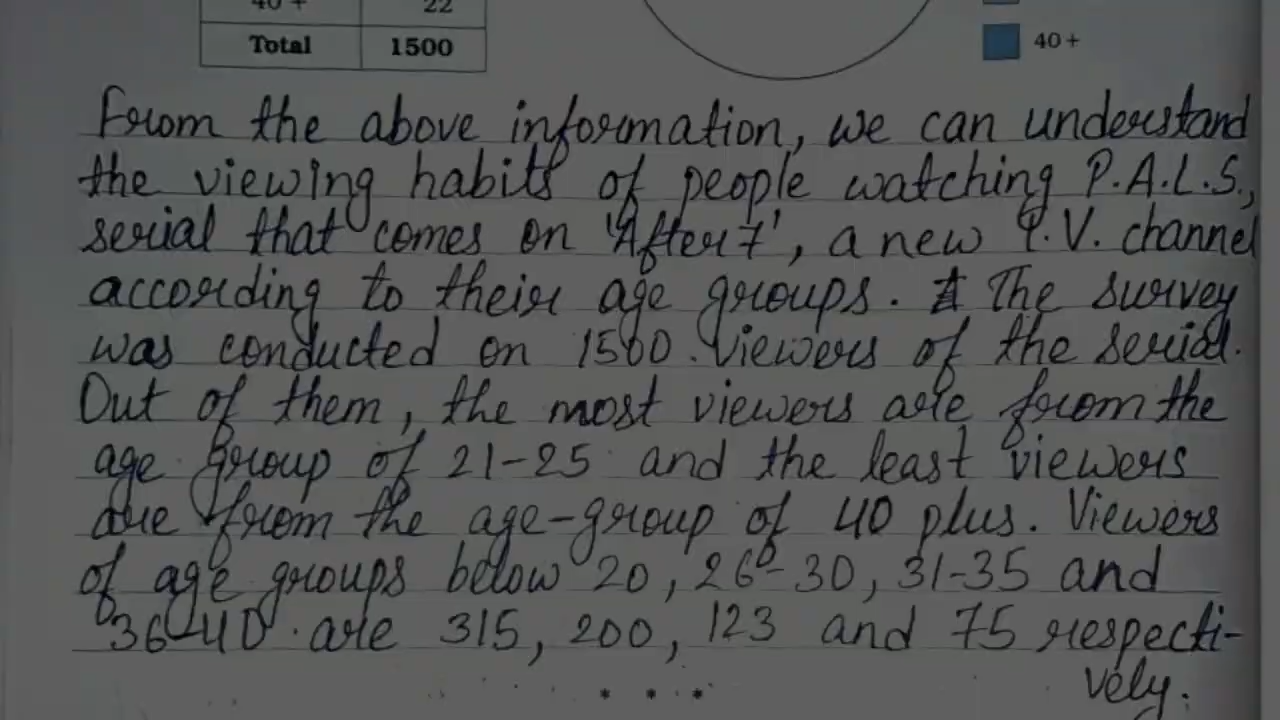 40 + 22
Total 1500
40 +
From the above information, we can understand
the viewing habits of people watching P.A.L.S.,
serial that comes on 'After 7', a new T.V. channel
according to their age groups. The survey
was conducted on 1500 viewers of the serial.
Out of them, the most viewers are from the
age group of 21-25 and the least viewers
are from the age-group of 40 plus. Viewers
of age groups below 20, 26-30, 31-35 and
36-40 are 315, 200, 123 and 75 respecti-
vely.
* * *